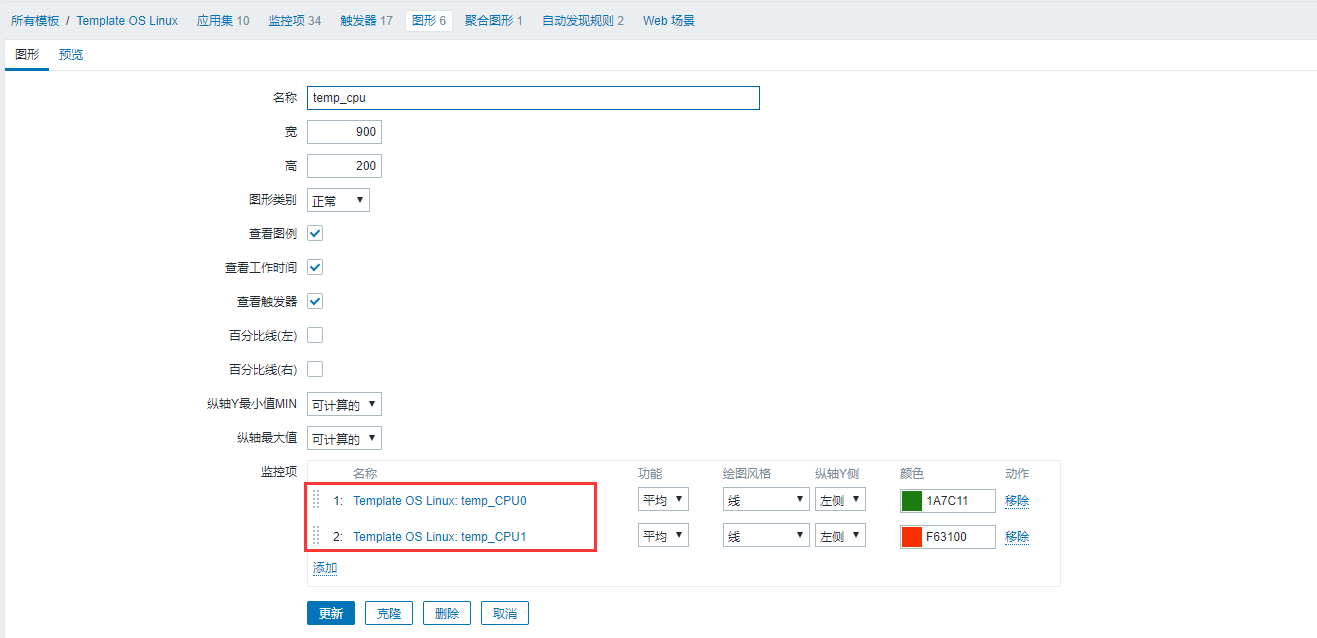 所有模板 / Template OS Linux 应用集 10 监控项 34 触发器 17 图形 6 聚合图形 1 自动发现规则 2 Web 场景
图形 预览
名称 temp_cpu
宽 900
高 200
图形类别 正常
查看图例
查看工作时间
查看触发器
百分比线(左)
百分比线(右)
纵轴Y最小值MIN 可计算的
纵轴最大值 可计算的
监控项 名称 功能 绘图风格 纵轴Y侧 颜色 动作
1: Template OS Linux: temp_CPU0 平均 线 左侧 1A7C11 移除
2: Template OS Linux: temp_CPU1 平均 线 左侧 F63100 移除
添加
更新 克隆 删除 取消